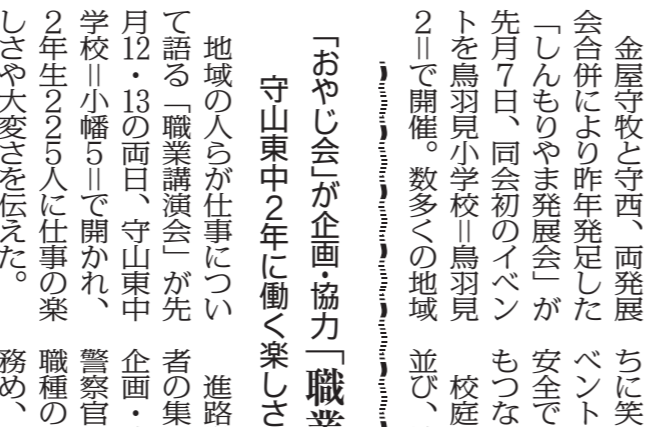 金屋守牧と守西、両発展
会合併により昨年発足した
「しんもりやま発展会」が
先月7日、同会初のイベン
トを鳥羽見小学校＝鳥羽見
2＝で開催。数多くの地域
ちに笑
ベント
安全で
もつな
校庭
並び、
「おやじ会」が企画・協力「職業
守山東中2年に働く楽しさ
地域の人らが仕事につい
て語る「職業講演会」が先
月12・13の両日、守山東中
学校＝小幡5＝で開かれ、
2年生225人に仕事の楽
しさや大変さを伝えた。
進路
者の集
企画・
警察官
職種の
務め、